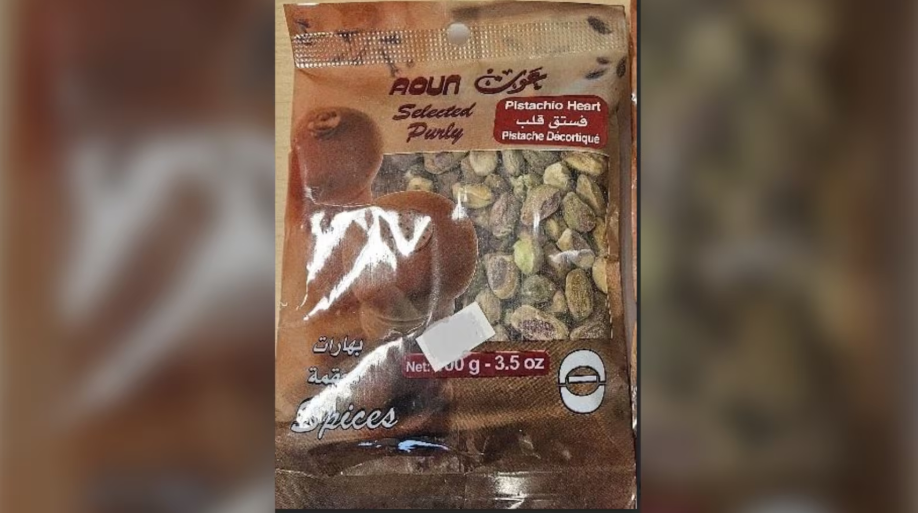 AOUN عون
Selected
Purly
Pistachio Heart
فستق قلب
Pistache Décortiqué
بهارات
Net: 00 g - 3.5 oz
Spices